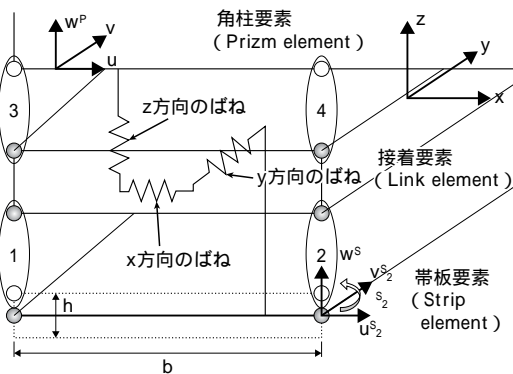 角柱要素
（Prizm element）
w^P
v
u
z
y
x
3
4
z方向のばね
y方向のばね
x方向のばね
接着要素
（Link element）
1
2
w^S
v^S_2
^S_2
u^S_2
帯板要素
（Strip
element）
h
b